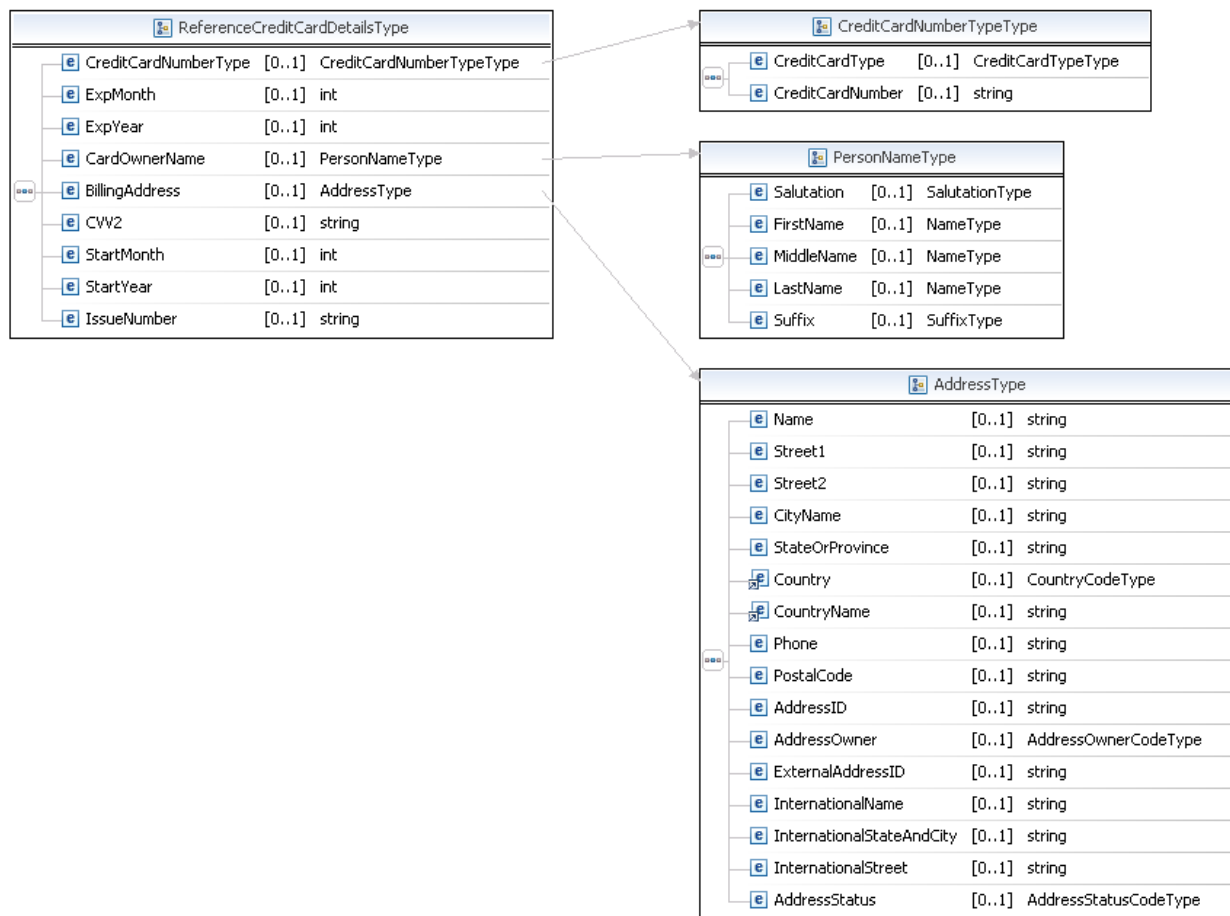 ReferenceCreditCardDetailsType
CreditCardNumberType [0..1] CreditCardNumberTypeType
ExpMonth [0..1] int
ExpYear [0..1] int
CardOwnerName [0..1] PersonNameType
BillingAddress [0..1] AddressType
CVV2 [0..1] string
StartMonth [0..1] int
StartYear [0..1] int
IssueNumber [0..1] string
CreditCardNumberTypeType
CreditCardType [0..1] CreditCardTypeType
CreditCardNumber [0..1] string
PersonNameType
Salutation [0..1] SalutationType
FirstName [0..1] NameType
MiddleName [0..1] NameType
LastName [0..1] NameType
Suffix [0..1] SuffixType
AddressType
Name [0..1] string
Street1 [0..1] string
Street2 [0..1] string
CityName [0..1] string
StateOrProvince [0..1] string
Country [0..1] CountryCodeType
CountryName [0..1] string
Phone [0..1] string
PostalCode [0..1] string
AddressID [0..1] string
AddressOwner [0..1] AddressOwnerCodeType
ExternalAddressID [0..1] string
InternationalName [0..1] string
InternationalStateAndCity [0..1] string
InternationalStreet [0..1] string
AddressStatus [0..1] AddressStatusCodeType